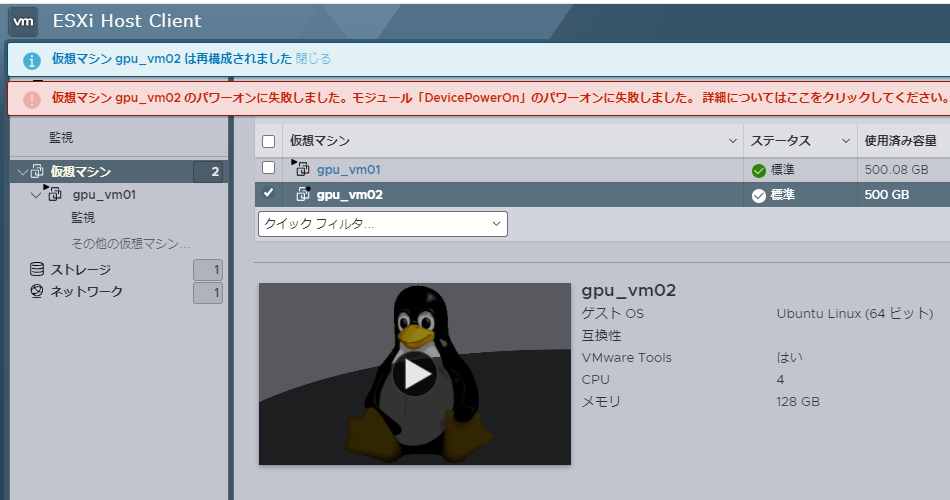 vm ESXi Host Client
仮想マシン gpu_vm02 は再構成されました 閉じる
仮想マシン gpu_vm02 のパワーオンに失敗しました。モジュール「DevicePowerOn」のパワーオンに失敗しました。 詳細についてはここをクリックしてください。
監視
仮想マシン 2
gpu_vm01
監視
その他の仮想マシン...
ストレージ 1
ネットワーク 1
仮想マシン ステータス 使用済み容量
gpu_vm01 標準 500.08 GB
gpu_vm02 標準 500 GB
クイック フィルタ...
gpu_vm02
ゲスト OS Ubuntu Linux (64 ビット)
互換性
VMware Tools はい
CPU 4
メモリ 128 GB